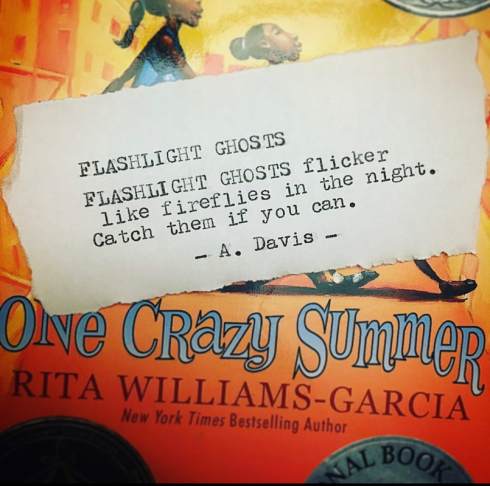 FLASHLIGHT GHOSTS
FLASHLIGHT GHOSTS flicker
like fireflies in the night.
Catch them if you can.
- A. Davis -
ONE CRAZY SUMMER
RITA WILLIAMS-GARCIA
New York Times Bestselling Author
NAL BOOK